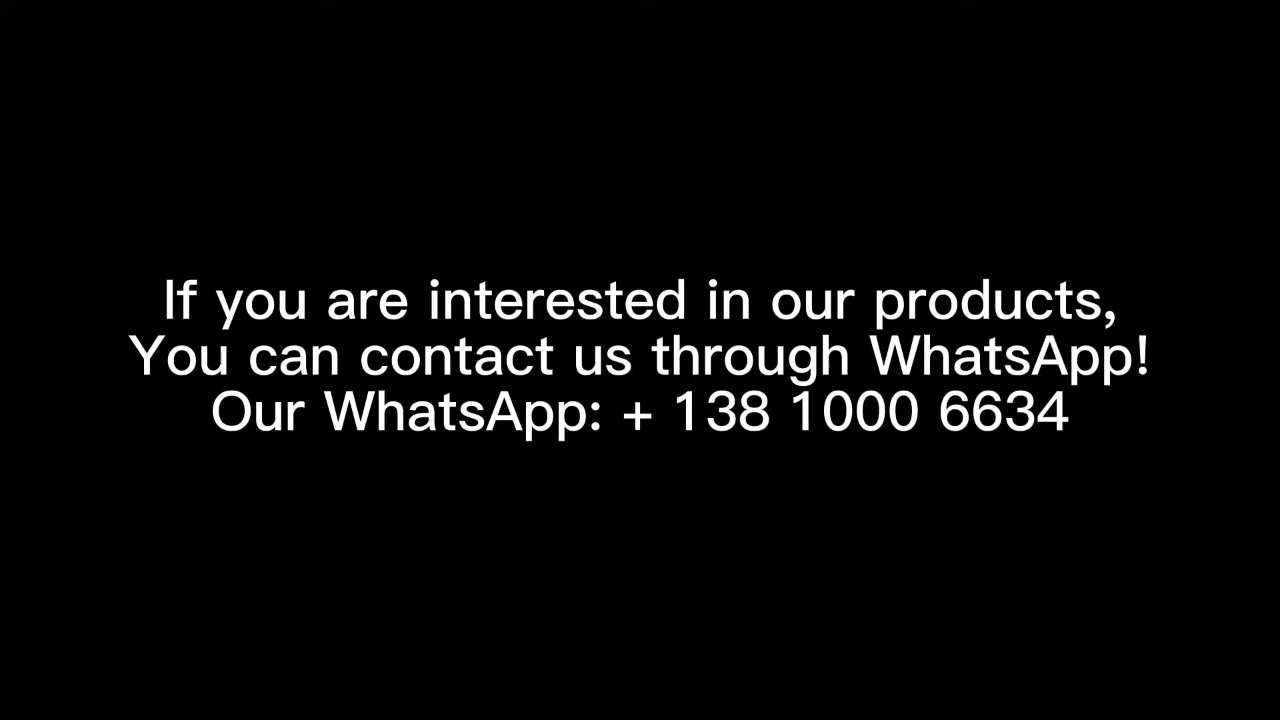 If you are interested in our products,
You can contact us through WhatsApp!
Our WhatsApp: + 138 1000 6634